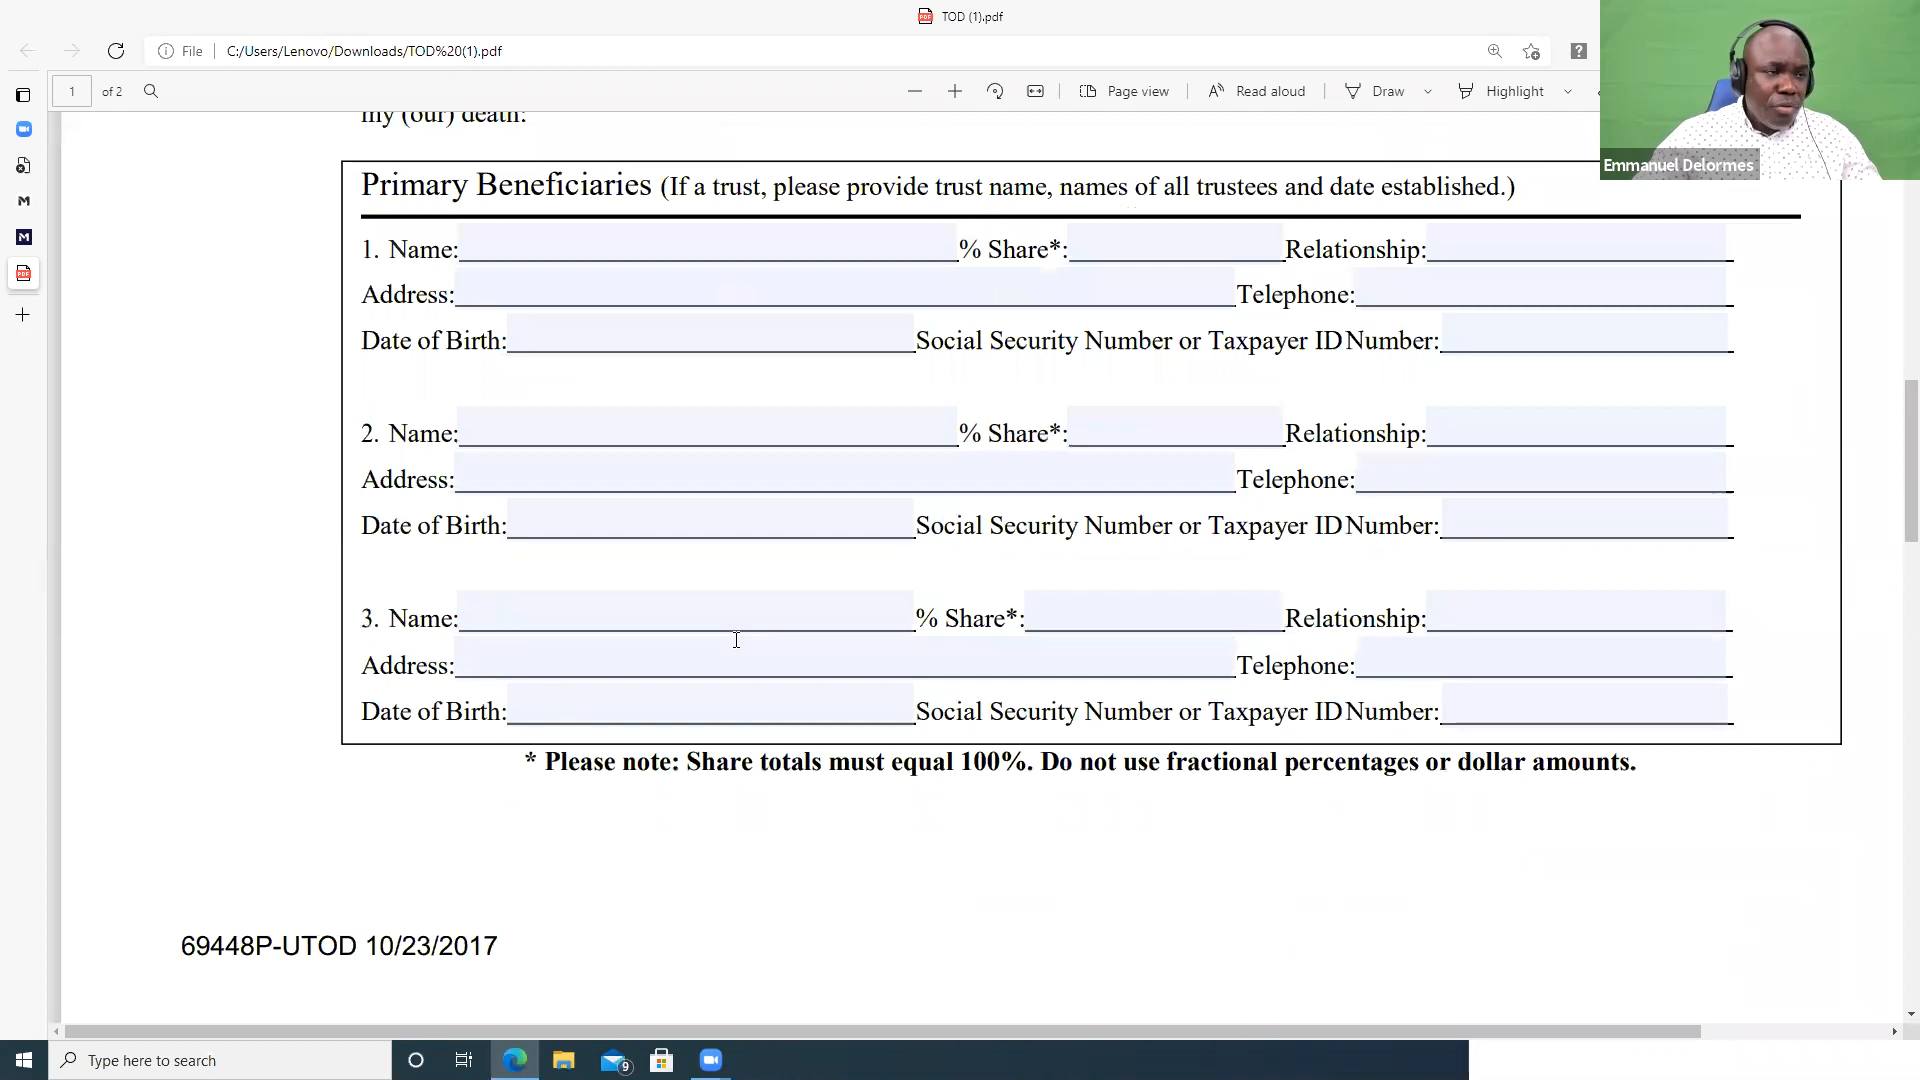 TOD (1).pdf
File
C:/Users/Lenovo/Downloads/TOD%20(1).pdf
1 of 2
Page view
Read aloud
Draw
Highlight
Emmanuel Delormes
my (our) death:
Primary Beneficiaries (If a trust, please provide trust name, names of all trustees and date established.)
1. Name: % Share*: Relationship:
Address: Telephone:
Date of Birth: Social Security Number or Taxpayer ID Number:
2. Name: % Share*: Relationship:
Address: Telephone:
Date of Birth: Social Security Number or Taxpayer ID Number:
3. Name: % Share*: Relationship:
Address: Telephone:
Date of Birth: Social Security Number or Taxpayer ID Number:
* Please note: Share totals must equal 100%. Do not use fractional percentages or dollar amounts.
69448P-UTOD 10/23/2017
Type here to search
9